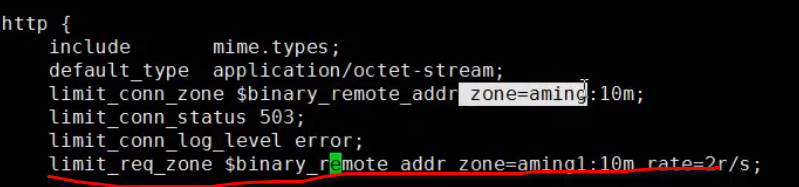 http {
    include       mime.types;
    default_type  application/octet-stream;
    limit_conn_zone $binary_remote_addr zone=aming:10m;
    limit_conn_status 503;
    limit_conn_log_level error;
    limit_req_zone $binary_remote_addr zone=aming1:10m rate=2r/s;